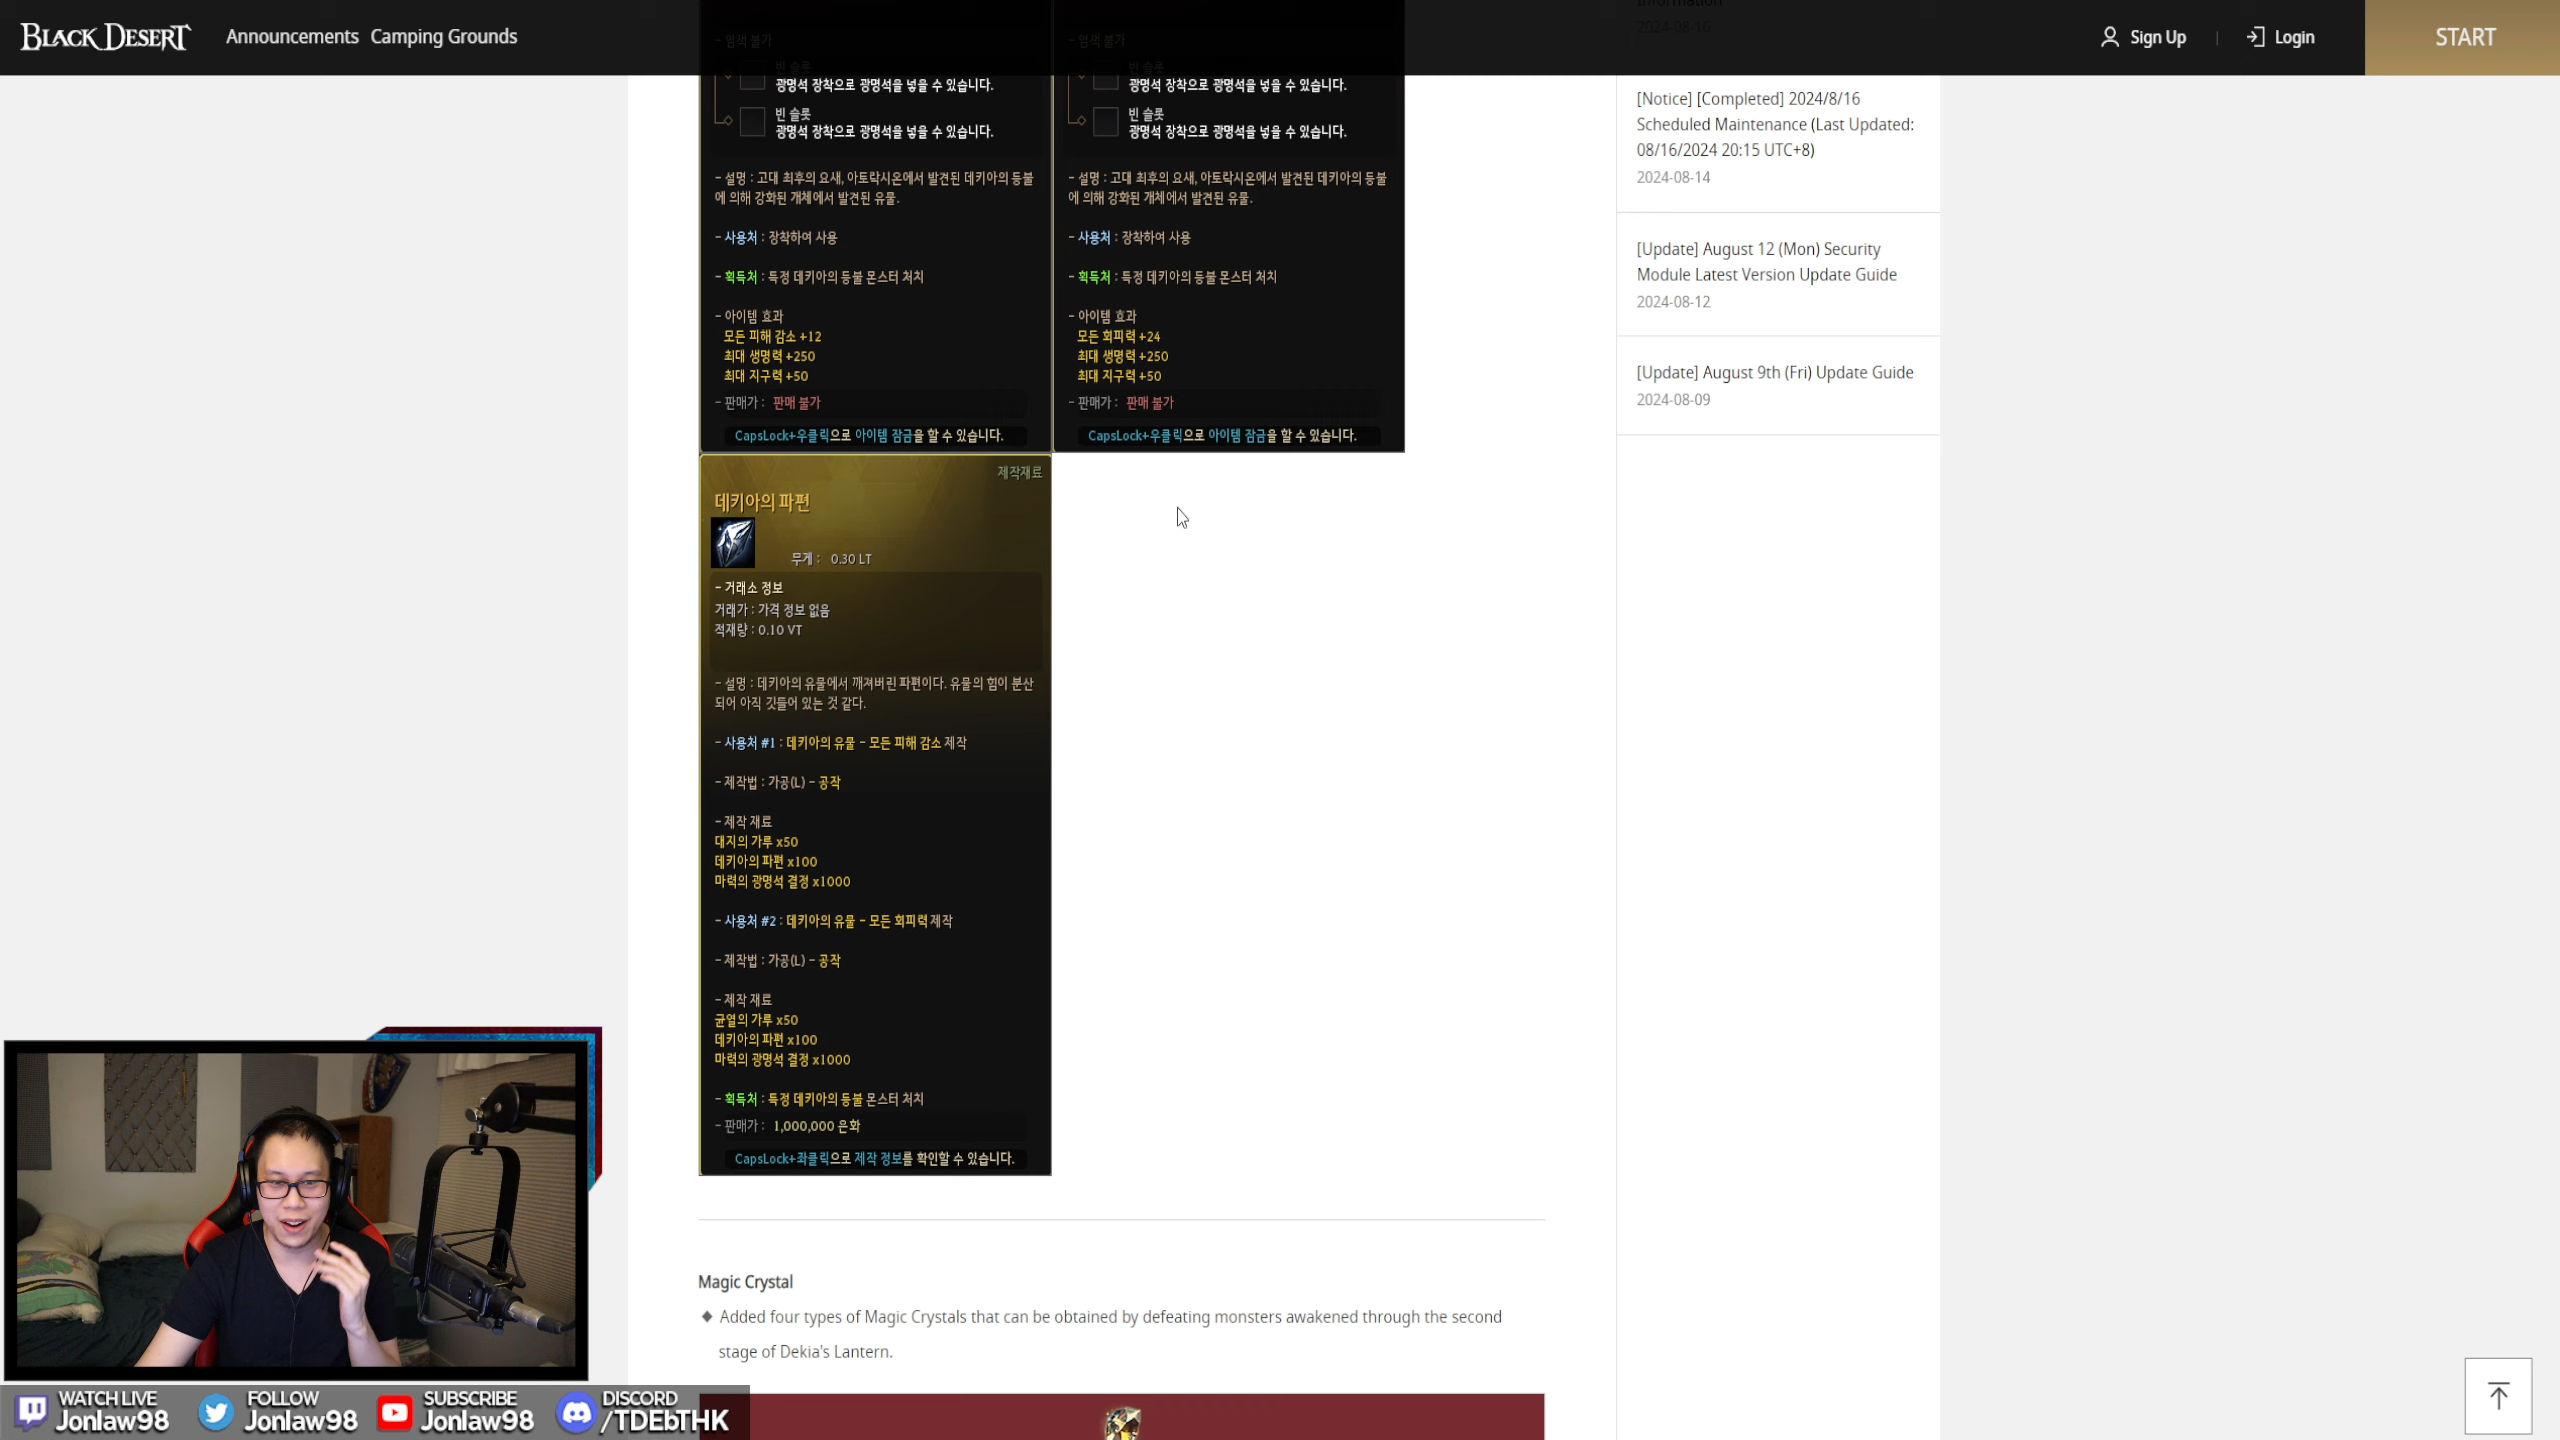 BLACK DESERT
Announcements
Camping Grounds
Sign Up
Login
START
- 염색 불가
빈 슬롯
광명석 장착으로 광명석을 넣을 수 있습니다.
빈 슬롯
광명석 장착으로 광명석을 넣을 수 있습니다.
- 설명 : 고대 최후의 요새, 아토락시온에서 발견된 데키아의 등불
에 의해 강화된 개체에서 발견된 유물.
- 사용처 : 장착하여 사용
- 획득처 : 특정 데키아의 등불 몬스터 처치
- 아이템 효과
모든 피해 감소 +12
최대 생명력 +250
최대 지구력 +50
- 판매가 : 판매 불가
CapsLock+우클릭으로 아이템 잠금을 할 수 있습니다.
- 염색 불가
빈 슬롯
광명석 장착으로 광명석을 넣을 수 있습니다.
빈 슬롯
광명석 장착으로 광명석을 넣을 수 있습니다.
- 설명 : 고대 최후의 요새, 아토락시온에서 발견된 데키아의 등불
에 의해 강화된 개체에서 발견된 유물.
- 사용처 : 장착하여 사용
- 획득처 : 특정 데키아의 등불 몬스터 처치
- 아이템 효과
모든 회피력 +24
최대 생명력 +250
최대 지구력 +50
- 판매가 : 판매 불가
CapsLock+우클릭으로 아이템 잠금을 할 수 있습니다.
제작재료
데키아의 파편
무게 : 0.30 LT
- 거래소 정보
거래가 : 가격 정보 없음
적재량 : 0.10 VT
- 설명 : 데키아의 유물에서 깨져버린 파편이다. 유물의 힘이 분산
되어 아직 깃들어 있는 것 같다.
- 사용처 #1 : 데키아의 유물 - 모든 피해 감소 제작
- 제작법 : 가공(L) - 공작
- 제작 재료
대지의 가루 x50
데키아의 파편 x100
마력의 광명석 결정 x1000
- 사용처 #2 : 데키아의 유물 - 모든 회피력 제작
- 제작법 : 가공(L) - 공작
- 제작 재료
균열의 가루 x50
데키아의 파편 x100
마력의 광명석 결정 x1000
- 획득처 : 특정 데키아의 등불 몬스터 처치
- 판매가 : 1,000,000 은화
CapsLock+좌클릭으로 제작 정보를 확인할 수 있습니다.
Magic Crystal
◆ Added four types of Magic Crystals that can be obtained by defeating monsters awakened through the second
stage of Dekia's Lantern.
Information
2024-08-16
[Notice] [Completed] 2024/8/16
Scheduled Maintenance (Last Updated:
08/16/2024 20:15 UTC+8)
2024-08-14
[Update] August 12 (Mon) Security
Module Latest Version Update Guide
2024-08-12
[Update] August 9th (Fri) Update Guide
2024-08-09
WATCH LIVE
Jonlaw98
FOLLOW
Jonlaw98
SUBSCRIBE
Jonlaw98
DISCORD
/TDEbTHK